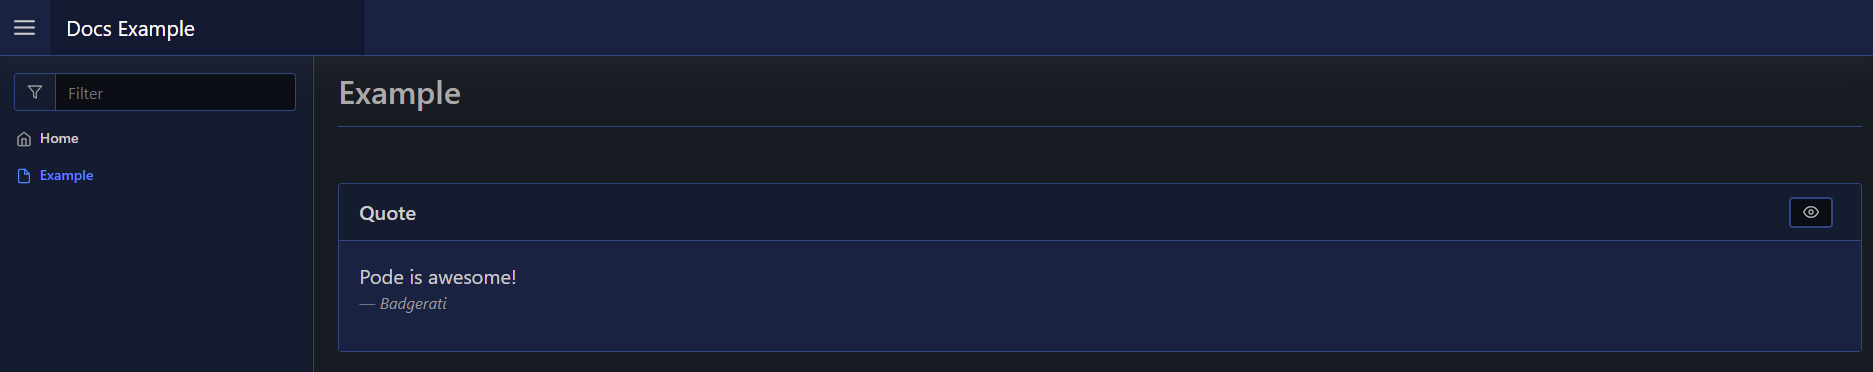 Docs Example
Filter
Home
Example
Example
Quote
Pode is awesome!
— Badgerati